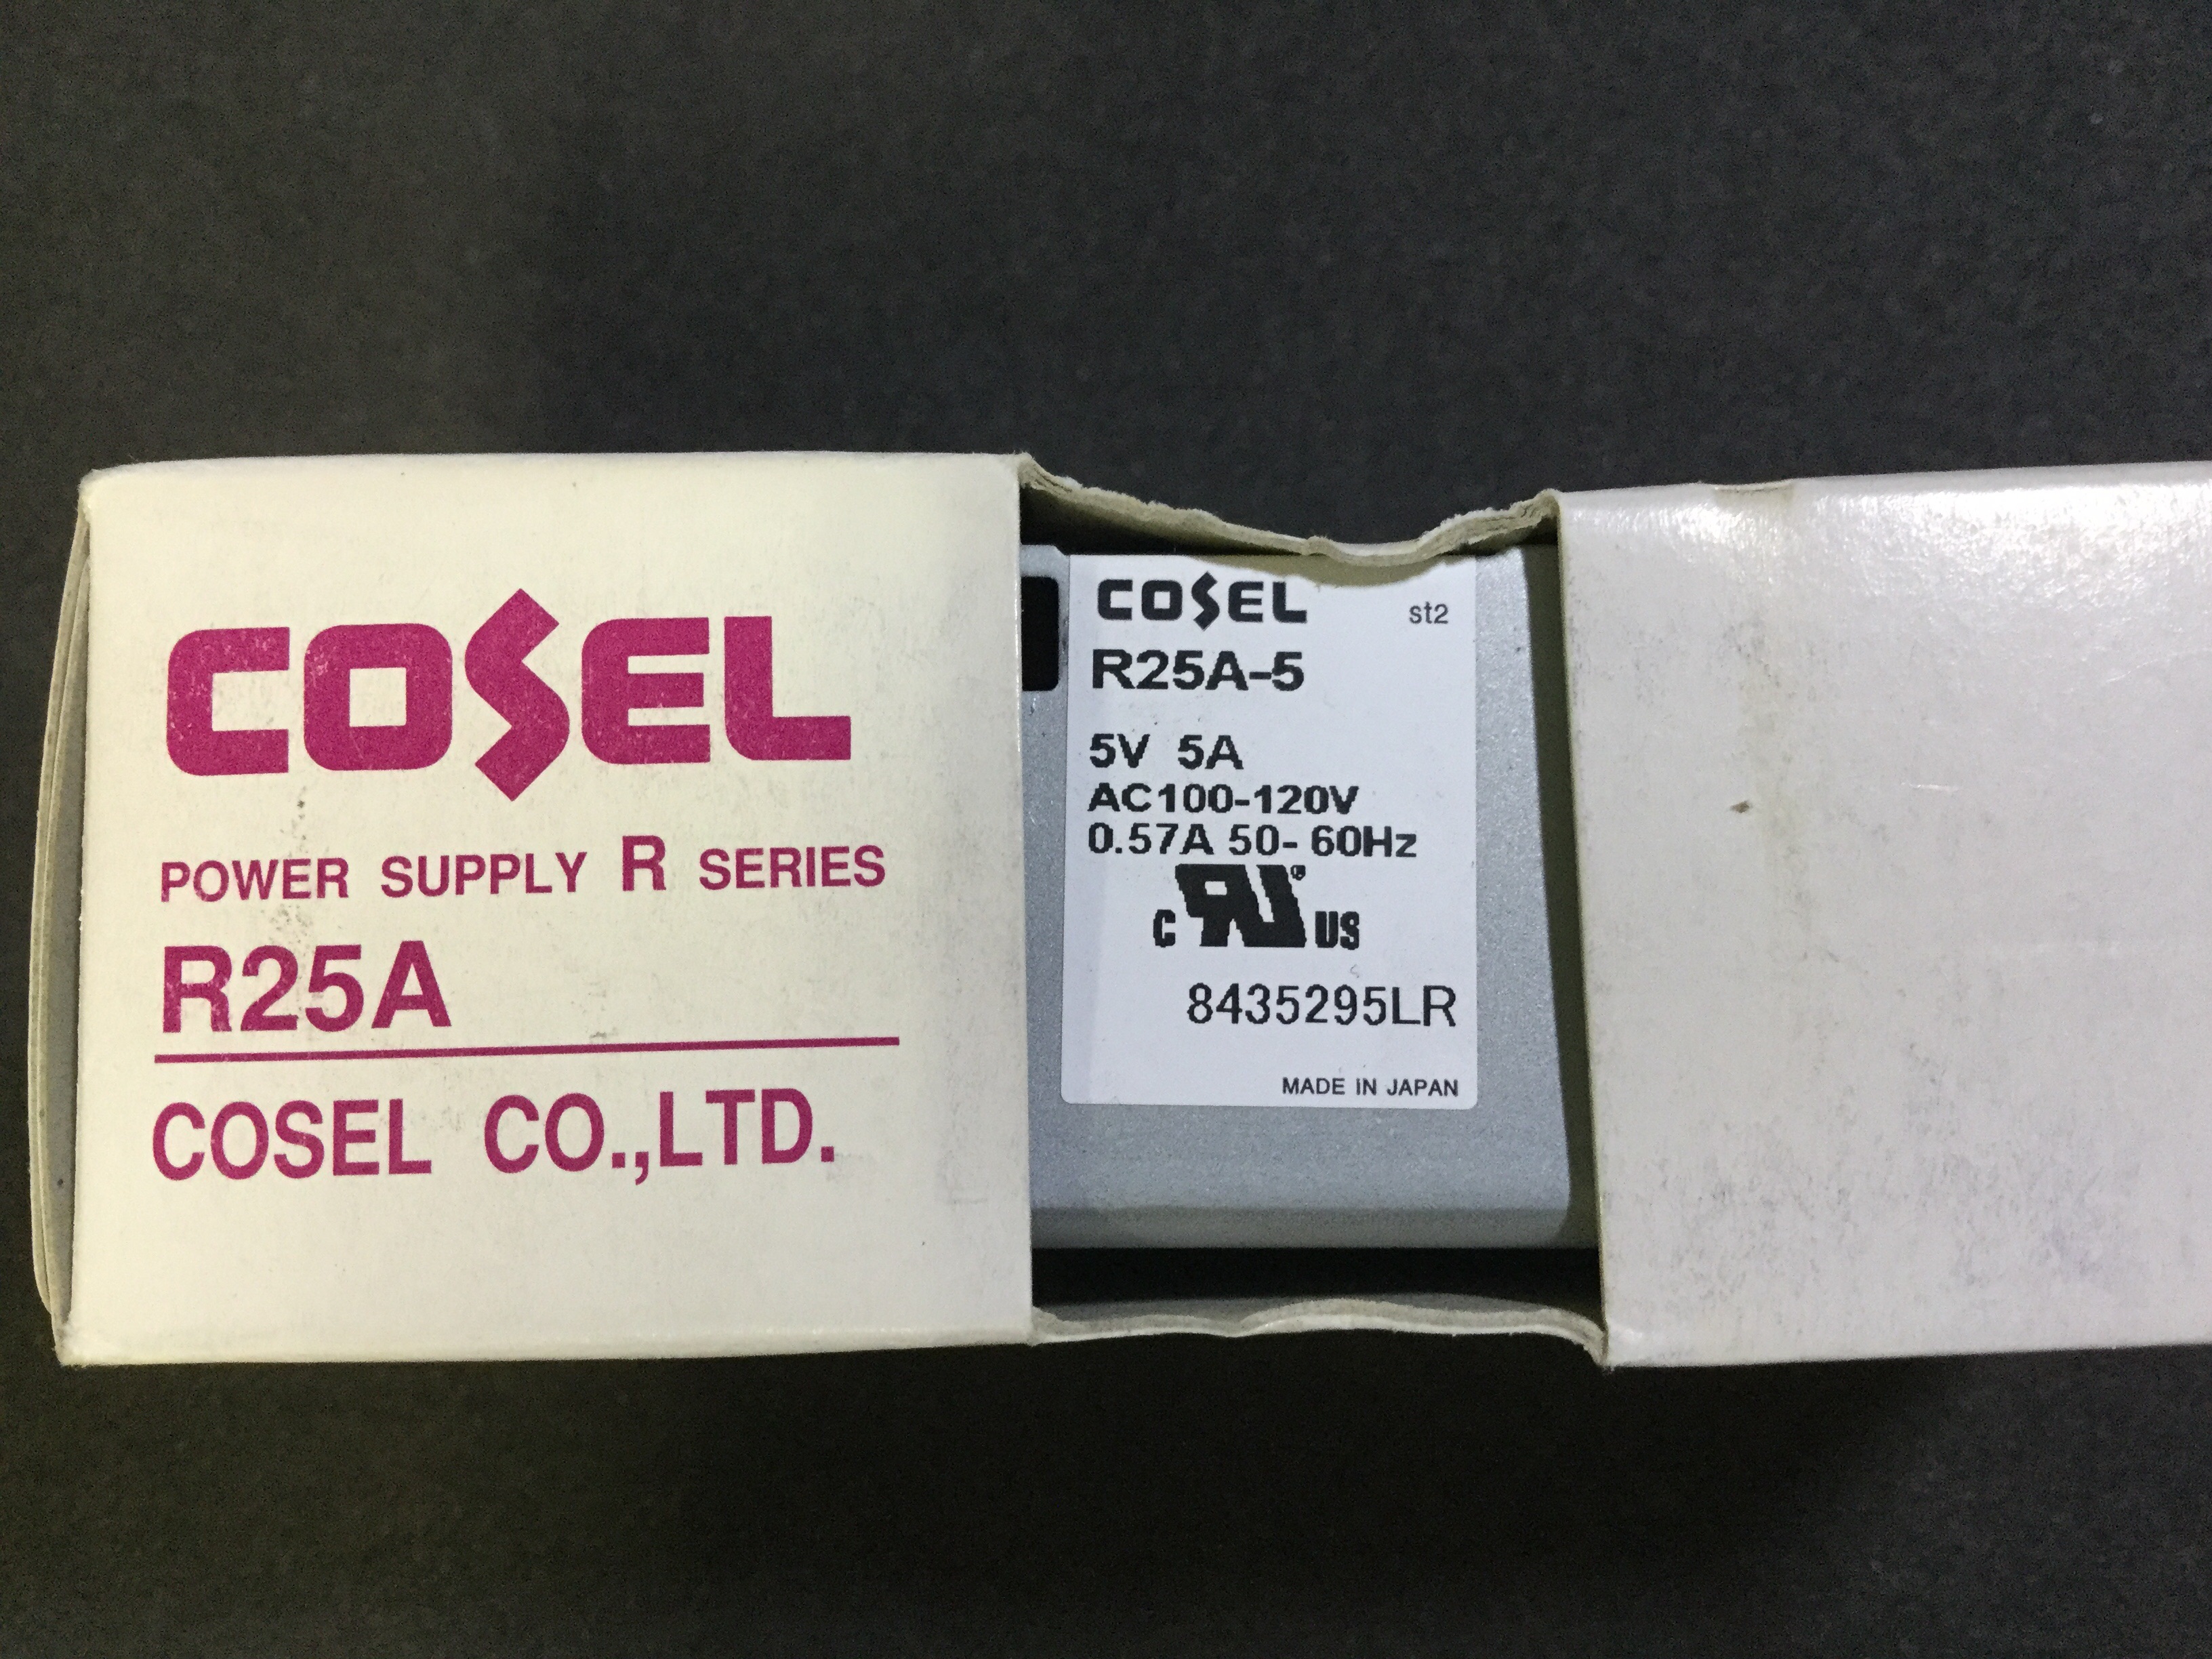 COSEL
POWER SUPPLY R SERIES
R25A
COSEL CO.,LTD.
COSEL st2
R25A-5
5V 5A
AC100-120V
0.57A 50-60Hz
c RU® US
8435295LR
MADE IN JAPAN